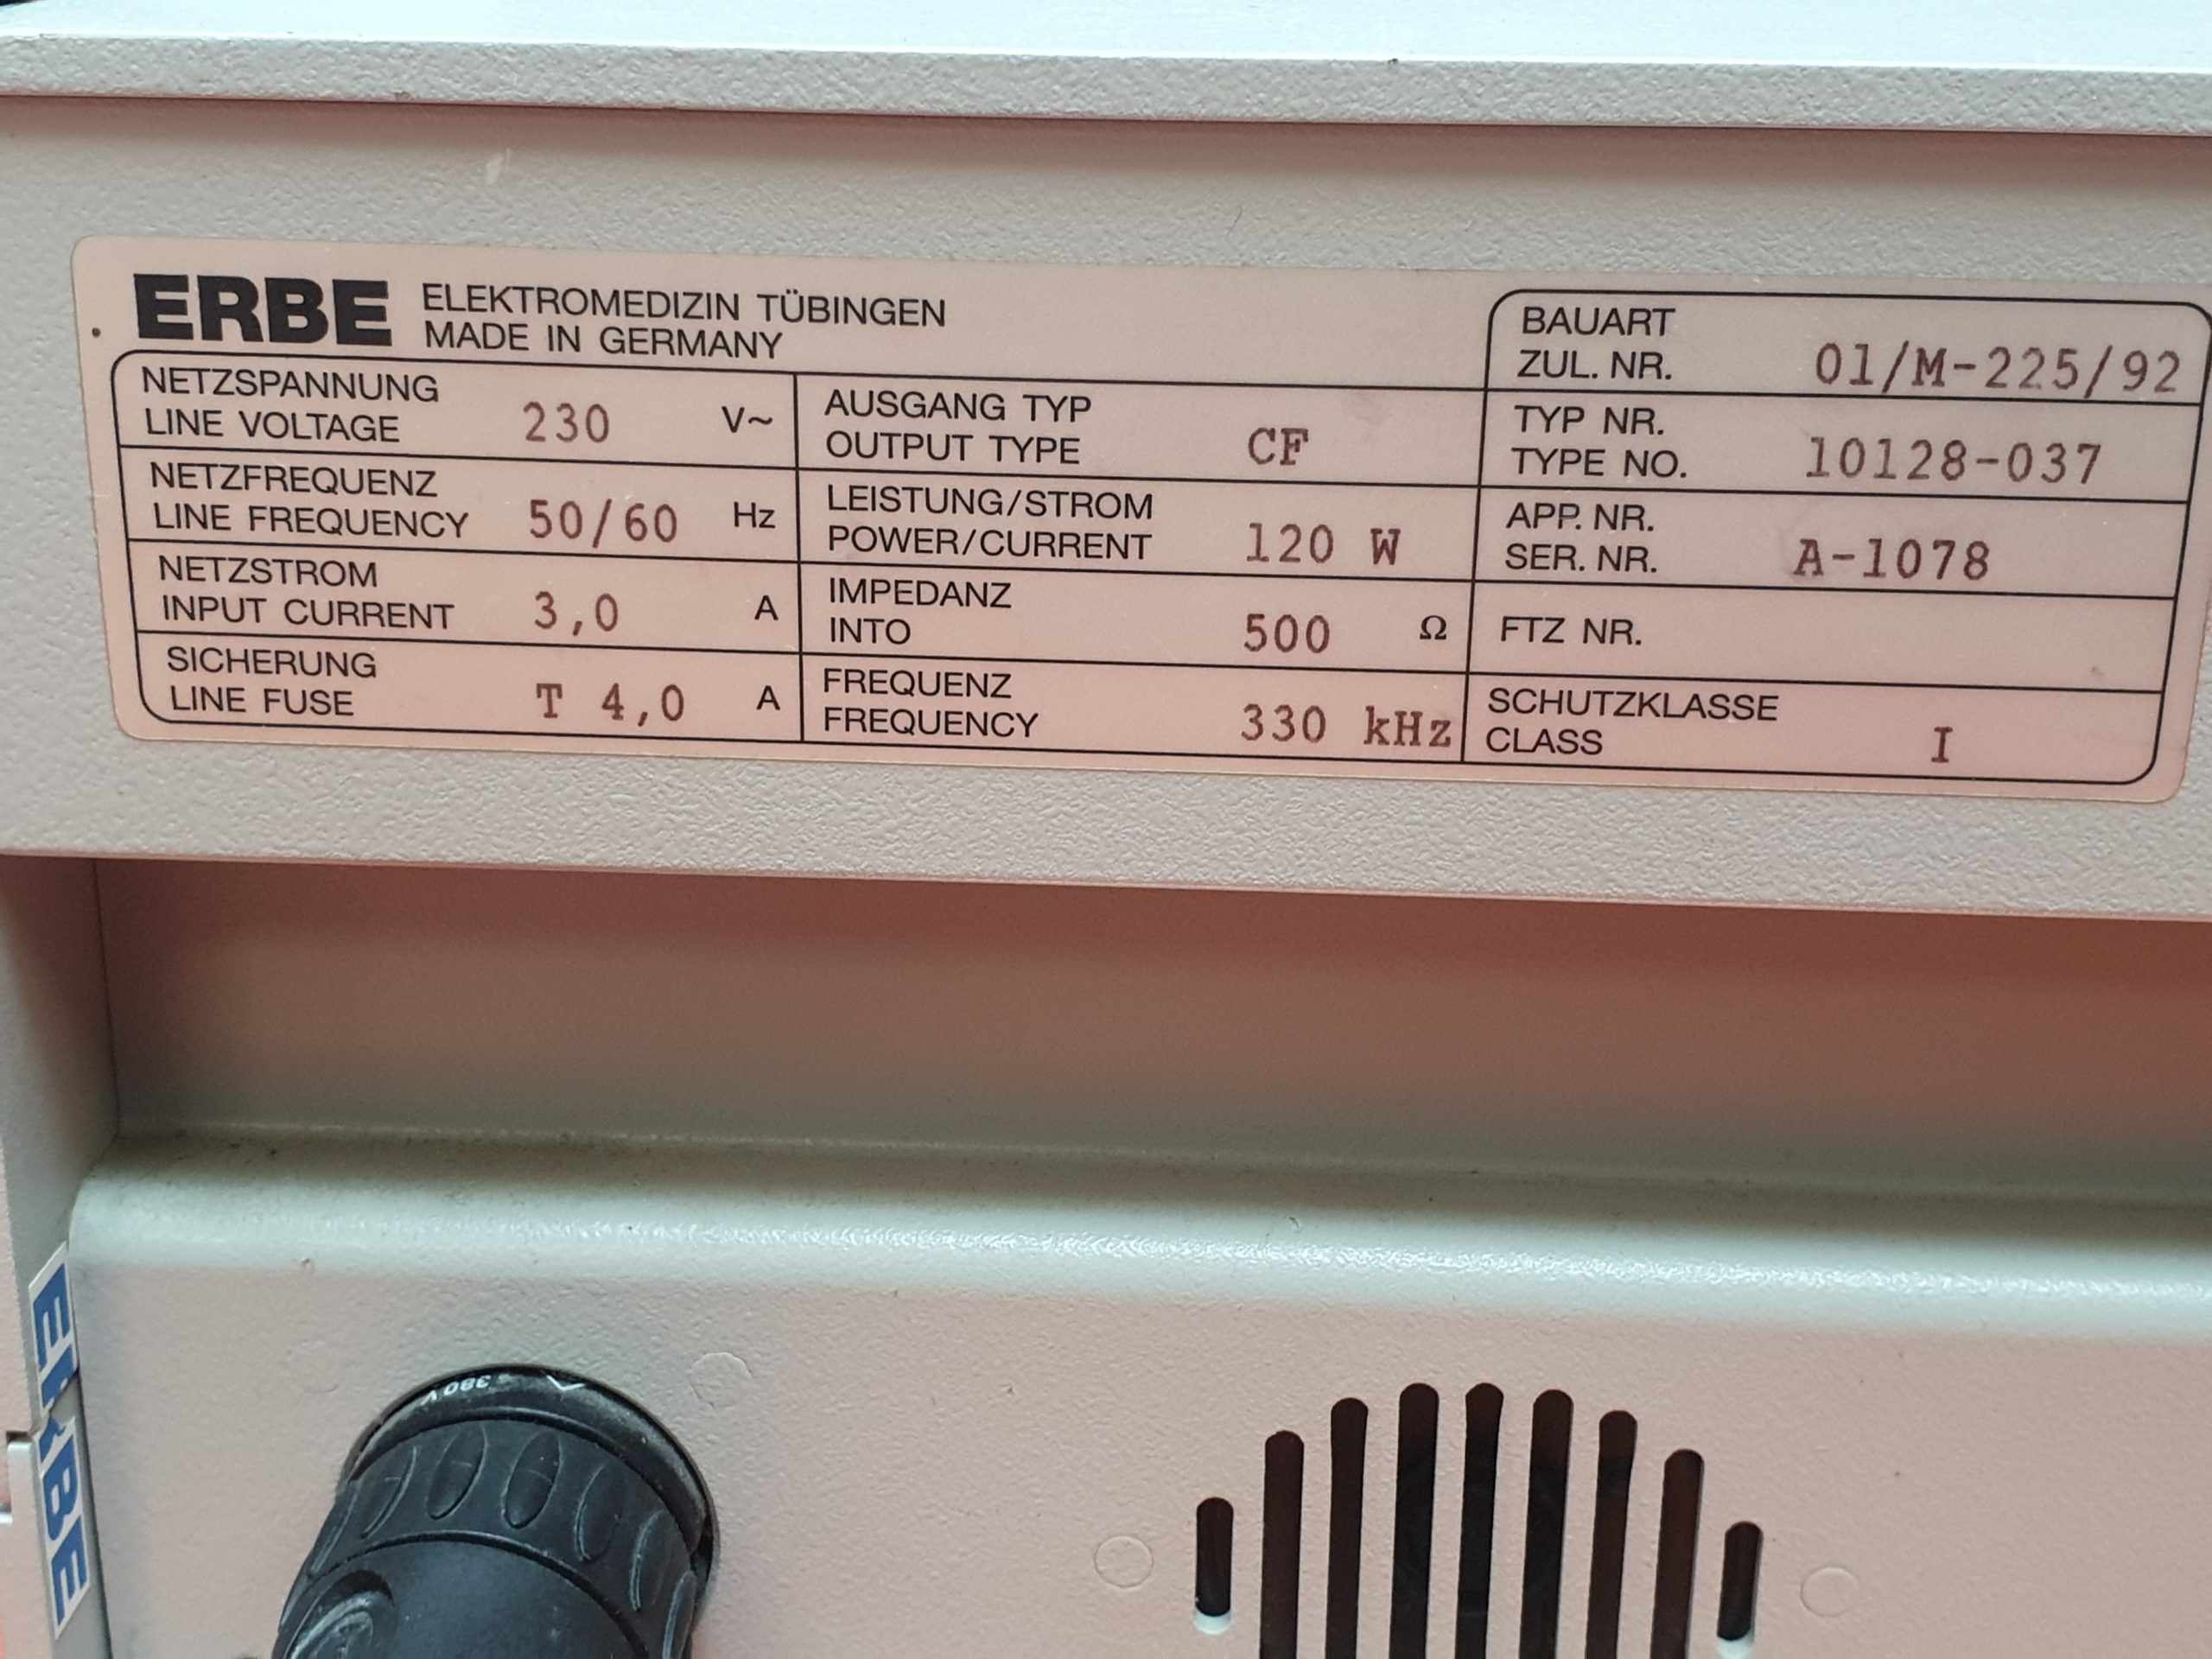 ERBE ELEKTROMEDIZIN TÜBINGEN
MADE IN GERMANY
NETZSPANNUNG
LINE VOLTAGE 230 V~
NETZFREQUENZ
LINE FREQUENCY 50/60 Hz
NETZSTROM
INPUT CURRENT 3,0 A
SICHERUNG
LINE FUSE T 4,0 A
AUSGANG TYP
OUTPUT TYPE CF
LEISTUNG/STROM
POWER/CURRENT 120 W
IMPEDANZ
INTO 500 Ω
FREQUENZ
FREQUENCY 330 kHz
BAUART
ZUL. NR. 01/M-225/92
TYP NR.
TYPE NO. 10128-037
APP. NR.
SER. NR. A-1078
FTZ NR.
SCHUTZKLASSE
CLASS I
ERBE
380 V